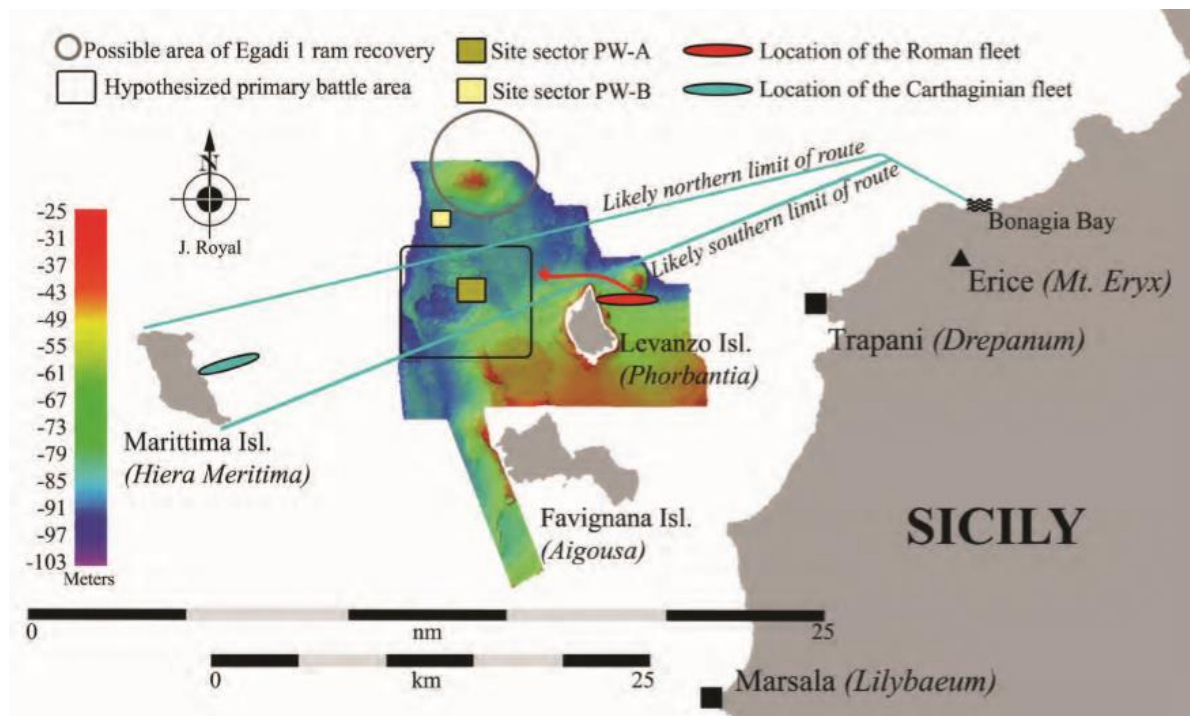 Possible area of Egadi 1 ram recovery
Hypothesized primary battle area
Site sector PW-A
Site sector PW-B
Location of the Roman fleet
Location of the Carthaginian fleet
N
J. Royal
Likely northern limit of route
Likely southern limit of route
Bonagia Bay
Erice (Mt. Eryx)
Trapani (Drepanum)
Levanzo Isl.
(Phorbantia)
Marittima Isl.
(Hiera Meritima)
Favignana Isl.
(Aigousa)
SICILY
-25
-31
-37
-43
-49
-55
-61
-67
-73
-79
-85
-91
-97
-103
Meters
0 nm 25
0 km 25
Marsala (Lilybaeum)